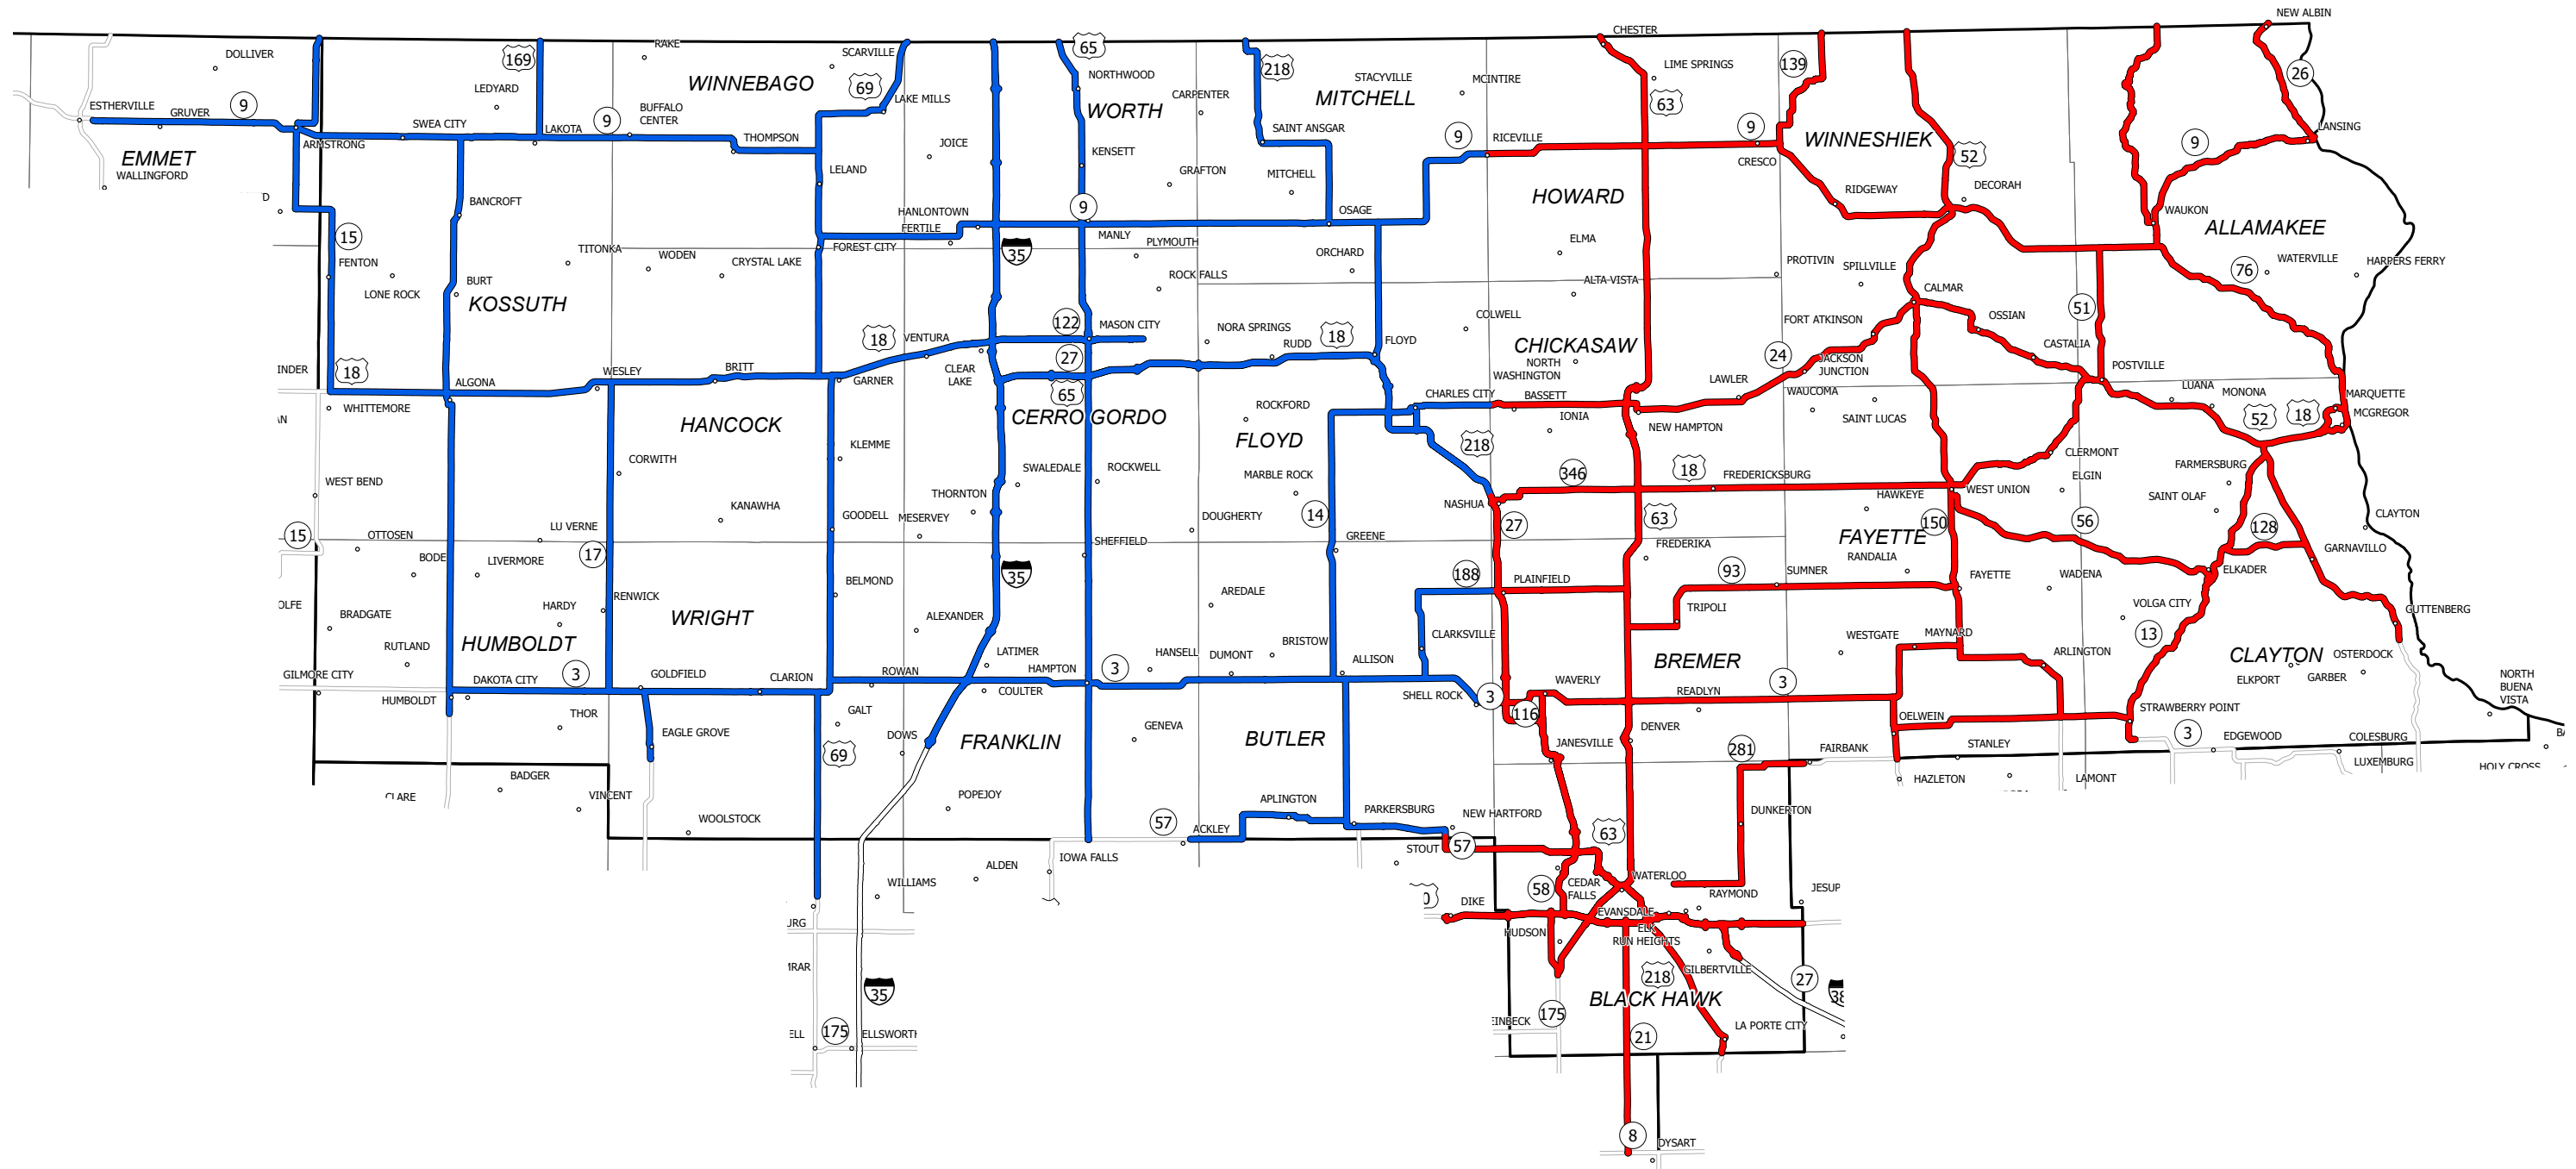 NEW ALBIN
CHESTER
65
RAKE
SCARVILLE
DOLLIVER
169
218
139
LIME SPRINGS
26
WINNEBAGO
69
NORTHWOOD
STACYVILLE
MCINTIRE
LEDYARD
CARPENTER
MITCHELL
63
ESTHERVILLE
GRUVER
9
LAKE MILLS
WORTH
BUFFALO
CENTER
9
SWEA CITY
LAKOTA
THOMPSON
SAINT ANSGAR
9
RICEVILLE
9
WINNESHIEK
LANSING
ARMSTRONG
JOICE
KENSETT
CRESCO
52
9
EMMET
WALLINGFORD
LELAND
GRAFTON
MITCHELL
HOWARD
RIDGEWAY
DECORAH
D
BANCROFT
HANLONTOWN
FERTILE
9
OSAGE
WAUKON
ALLAMAKEE
15
FENTON
TITONKA
WODEN
FOREST CITY
MANLY
PLYMOUTH
ELMA
CRYSTAL LAKE
35
ORCHARD
PROTIVIN
SPILLVILLE
76
WATERVILLE
HARPERS FERRY
LONE ROCK
BURT
KOSSUTH
ROCK FALLS
ALTA VISTA
CALMAR
51
122
MASON CITY
NORA SPRINGS
COLWELL
FORT ATKINSON
OSSIAN
18
VENTURA
RUDD
18
FLOYD
CHICKASAW
CASTALIA
27
NORTH
WASHINGTON
24
JACKSON
JUNCTION
POSTVILLE
INDER
18
WESLEY
BRITT
CLEAR
LAKE
ALGONA
GARNER
65
CHARLES CITY
BASSETT
LAWLER
WAUCOMA
LUANA
MONONA
MARQUETTE
WHITTEMORE
AN
HANCOCK
CERRO GORDO
ROCKFORD
IONIA
NEW HAMPTON
SAINT LUCAS
52
18
MCGREGOR
KLEMME
FLOYD
218
CORWITH
SWALEDALE
ROCKWELL
MARBLE ROCK
346
18
FREDERICKSBURG
CLERMONT
FARMERSBURG
WEST BEND
THORNTON
NASHUA
HAWKEYE
WEST UNION
ELGIN
SAINT OLAF
KANAWHA
GOODELL
MESERVEY
DOUGHERTY
14
27
63
150
56
CLAYTON
15
OTTOSEN
LU VERNE
SHEFFIELD
GREENE
FREDERIKA
FAYETTE
RANDALIA
128
GARNAVILLO
BODE
LIVERMORE
17
BELMOND
35
188
PLAINFIELD
93
SUMNER
FAYETTE
WADENA
ELKADER
OLFE
BRADGATE
HARDY
RENWICK
AREDALE
TRIPOLI
VOLGA CITY
GUTTENBERG
WRIGHT
ALEXANDER
CLARKSVILLE
WESTGATE
MAYNARD
13
RUTLAND
HUMBOLDT
LATIMER
HANSELL
BRISTOW
DUMONT
ALLISON
BREMER
ARLINGTON
CLAYTON
OSTERDOCK
GILMORE CITY
DAKOTA CITY
3
GOLDFIELD
CLARION
ROWAN
HAMPTON
3
COULTER
SHELL ROCK
3
WAVERLY
READLYN
3
ELKPORT
GARBER
NORTH
BUENA
VISTA
HUMBOLDT
THOR
GALT
116
OELWEIN
STRAWBERRY POINT
EAGLE GROVE
DOWS
FRANKLIN
GENEVA
BUTLER
JANESVILLE
DENVER
281
FAIRBANK
STANLEY
3
EDGEWOOD
COLESBURG
69
LUXEMBURG
HOLY CROSS
BADGER
HAZLETON
LAMONT
CLARE
VINCENT
POPEJOY
APLINGTON
PARKERSBURG
NEW HARTFORD
DUNKERTON
WOOLSTOCK
57
ACKLEY
63
STOUT
57
IOWA FALLS
ALDEN
WILLIAMS
58
CEDAR
FALLS
WATERLOO
RAYMOND
JESUP
0
DIKE
EVANSDALE
URG
HUDSON
ELK
RUN HEIGHTS
GILBERTVILLE
218
27
35
38
BLACK HAWK
175
EINBECK
LA PORTE CITY
ELL
175
ELLSWORTH
21
8
DYSART